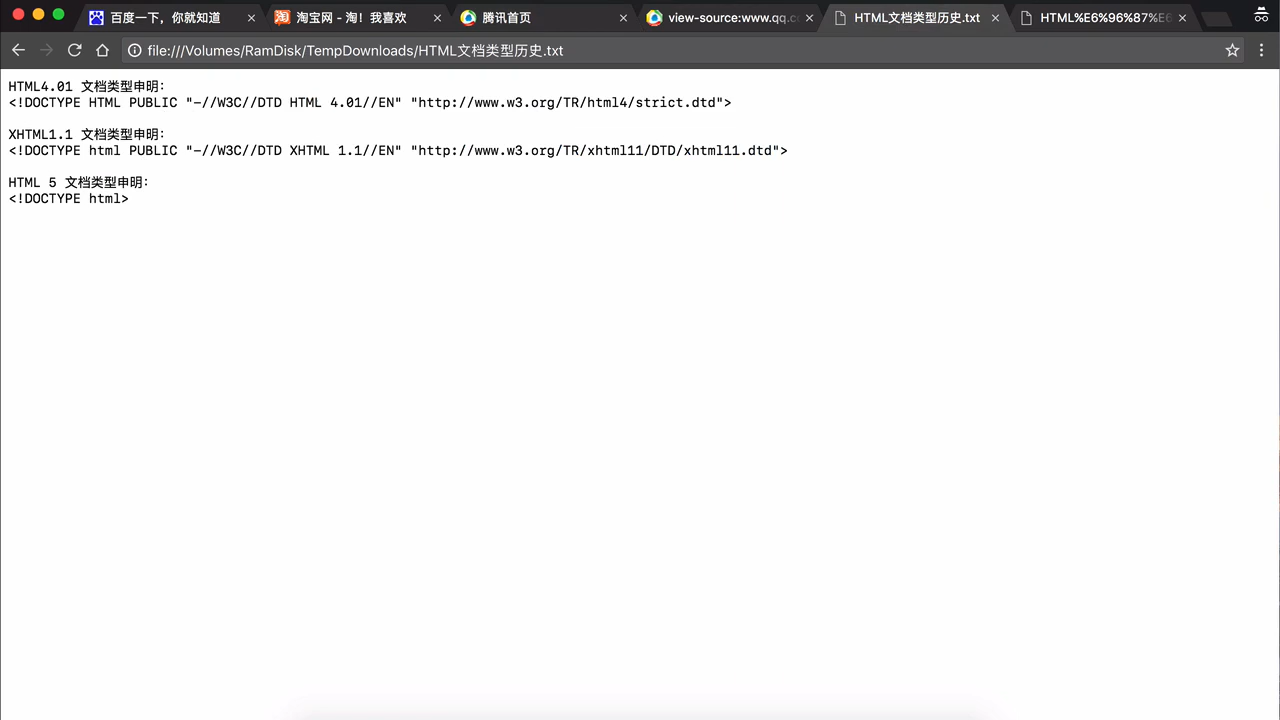 百度一下，你就知道
淘宝网 - 淘！我喜欢
腾讯首页
view-source:www.qq.c
HTML文档类型历史.txt
HTML%E6%96%87%E6
file:///Volumes/RamDisk/TempDownloads/HTML文档类型历史.txt
HTML4.01 文档类型申明：
<!DOCTYPE HTML PUBLIC "-//W3C//DTD HTML 4.01//EN" "http://www.w3.org/TR/html4/strict.dtd">
XHTML1.1 文档类型申明：
<!DOCTYPE html PUBLIC "-//W3C//DTD XHTML 1.1//EN" "http://www.w3.org/TR/xhtml11/DTD/xhtml11.dtd">
HTML 5 文档类型申明：
<!DOCTYPE html>